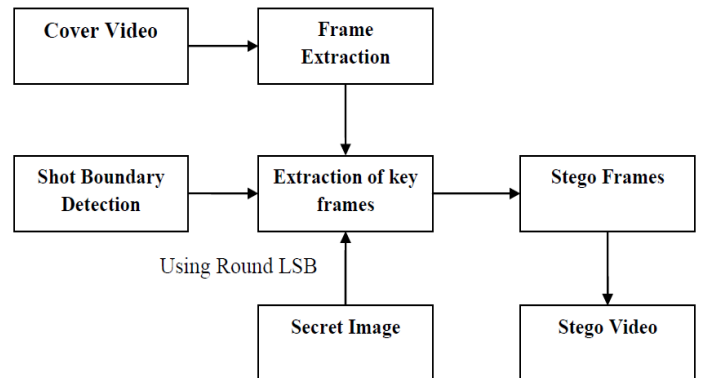 Cover Video
Frame
Extraction
Shot Boundary
Detection
Extraction of key
frames
Stego Frames
Using Round LSB
Secret Image
Stego Video